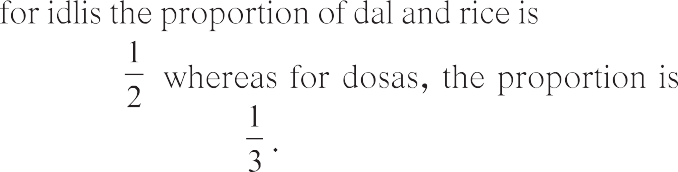 for idlis the proportion of dal and rice is
1/2 whereas for dosas, the proportion is
1/3.